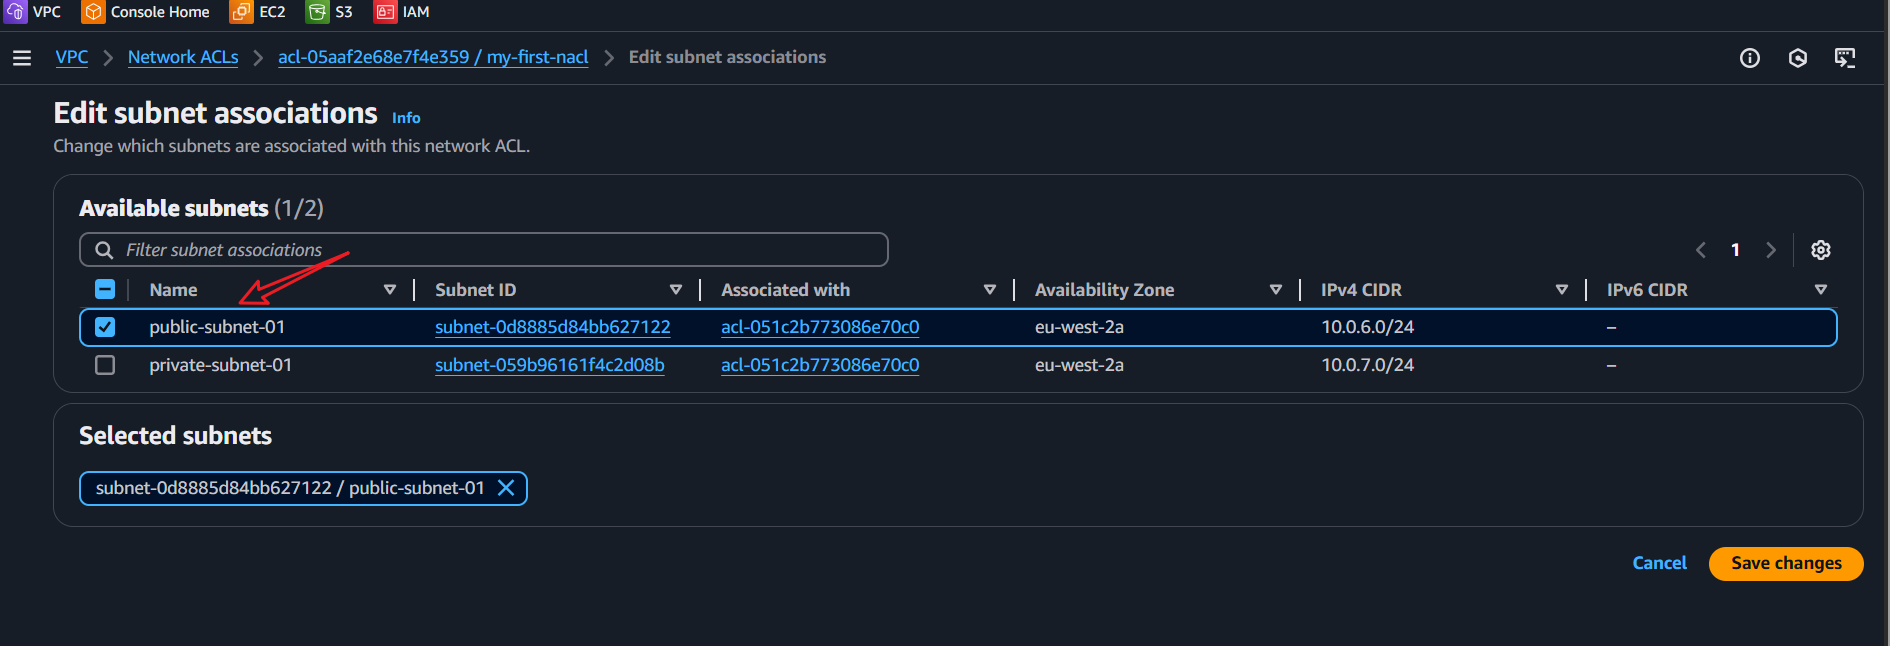 VPC Console Home EC2 S3 IAM
VPC > Network ACLs > acl-05aaf2e68e7f4e359 / my-first-nacl > Edit subnet associations
Edit subnet associations Info
Change which subnets are associated with this network ACL.
Available subnets (1/2)
Filter subnet associations
1
Name Subnet ID Associated with Availability Zone IPv4 CIDR IPv6 CIDR
public-subnet-01 subnet-0d8885d84bb627122 acl-051c2b773086e70c0 eu-west-2a 10.0.6.0/24 –
private-subnet-01 subnet-059b96161f4c2d08b acl-051c2b773086e70c0 eu-west-2a 10.0.7.0/24 –
Selected subnets
subnet-0d8885d84bb627122 / public-subnet-01
Cancel Save changes